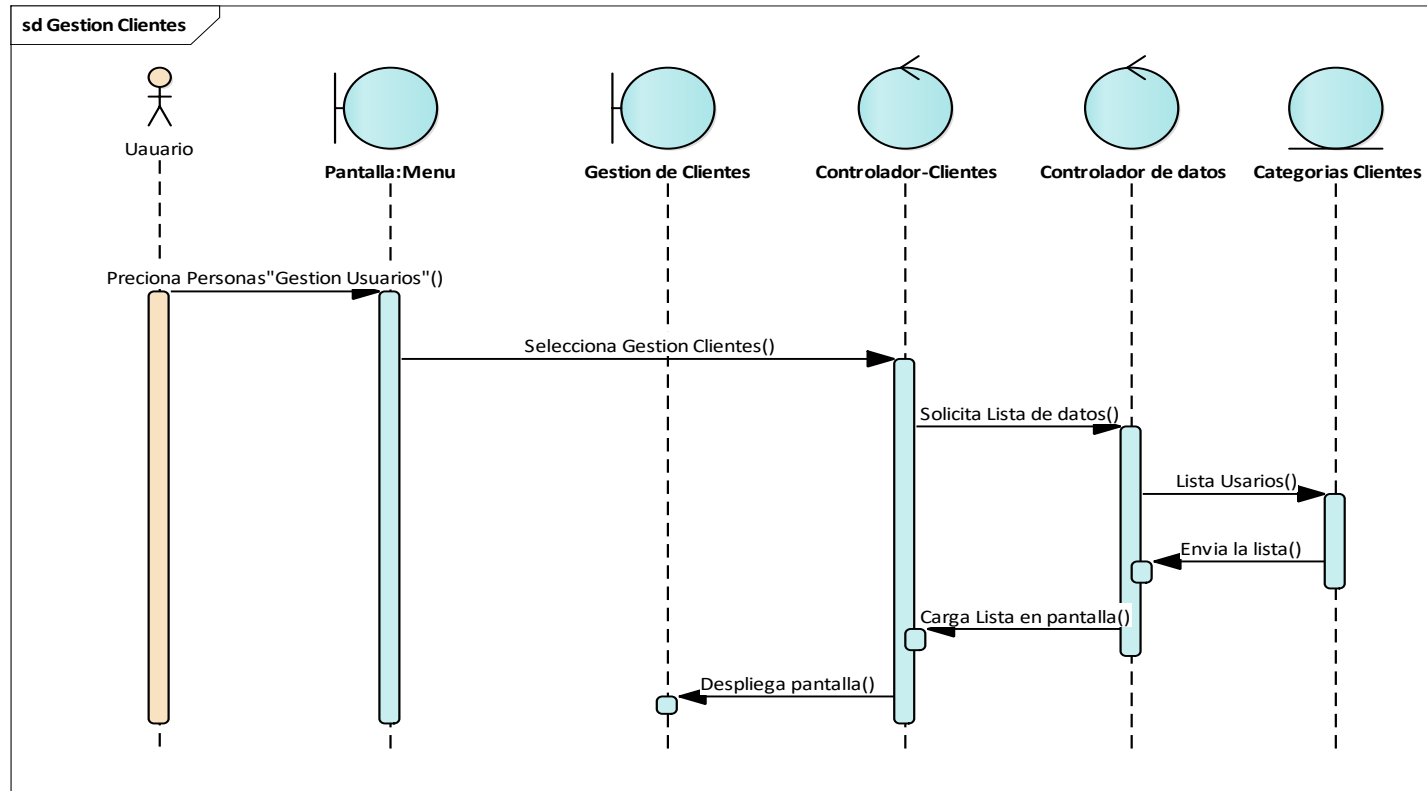 sd Gestion Clientes
Uauario
Pantalla:Menu
Gestion de Clientes
Controlador-Clientes
Controlador de datos
Categorias Clientes
Preciona Personas"Gestion Usuarios"()
Selecciona Gestion Clientes()
Solicita Lista de datos()
Lista Usarios()
Envia la lista()
Carga Lista en pantalla()
Despliega pantalla()